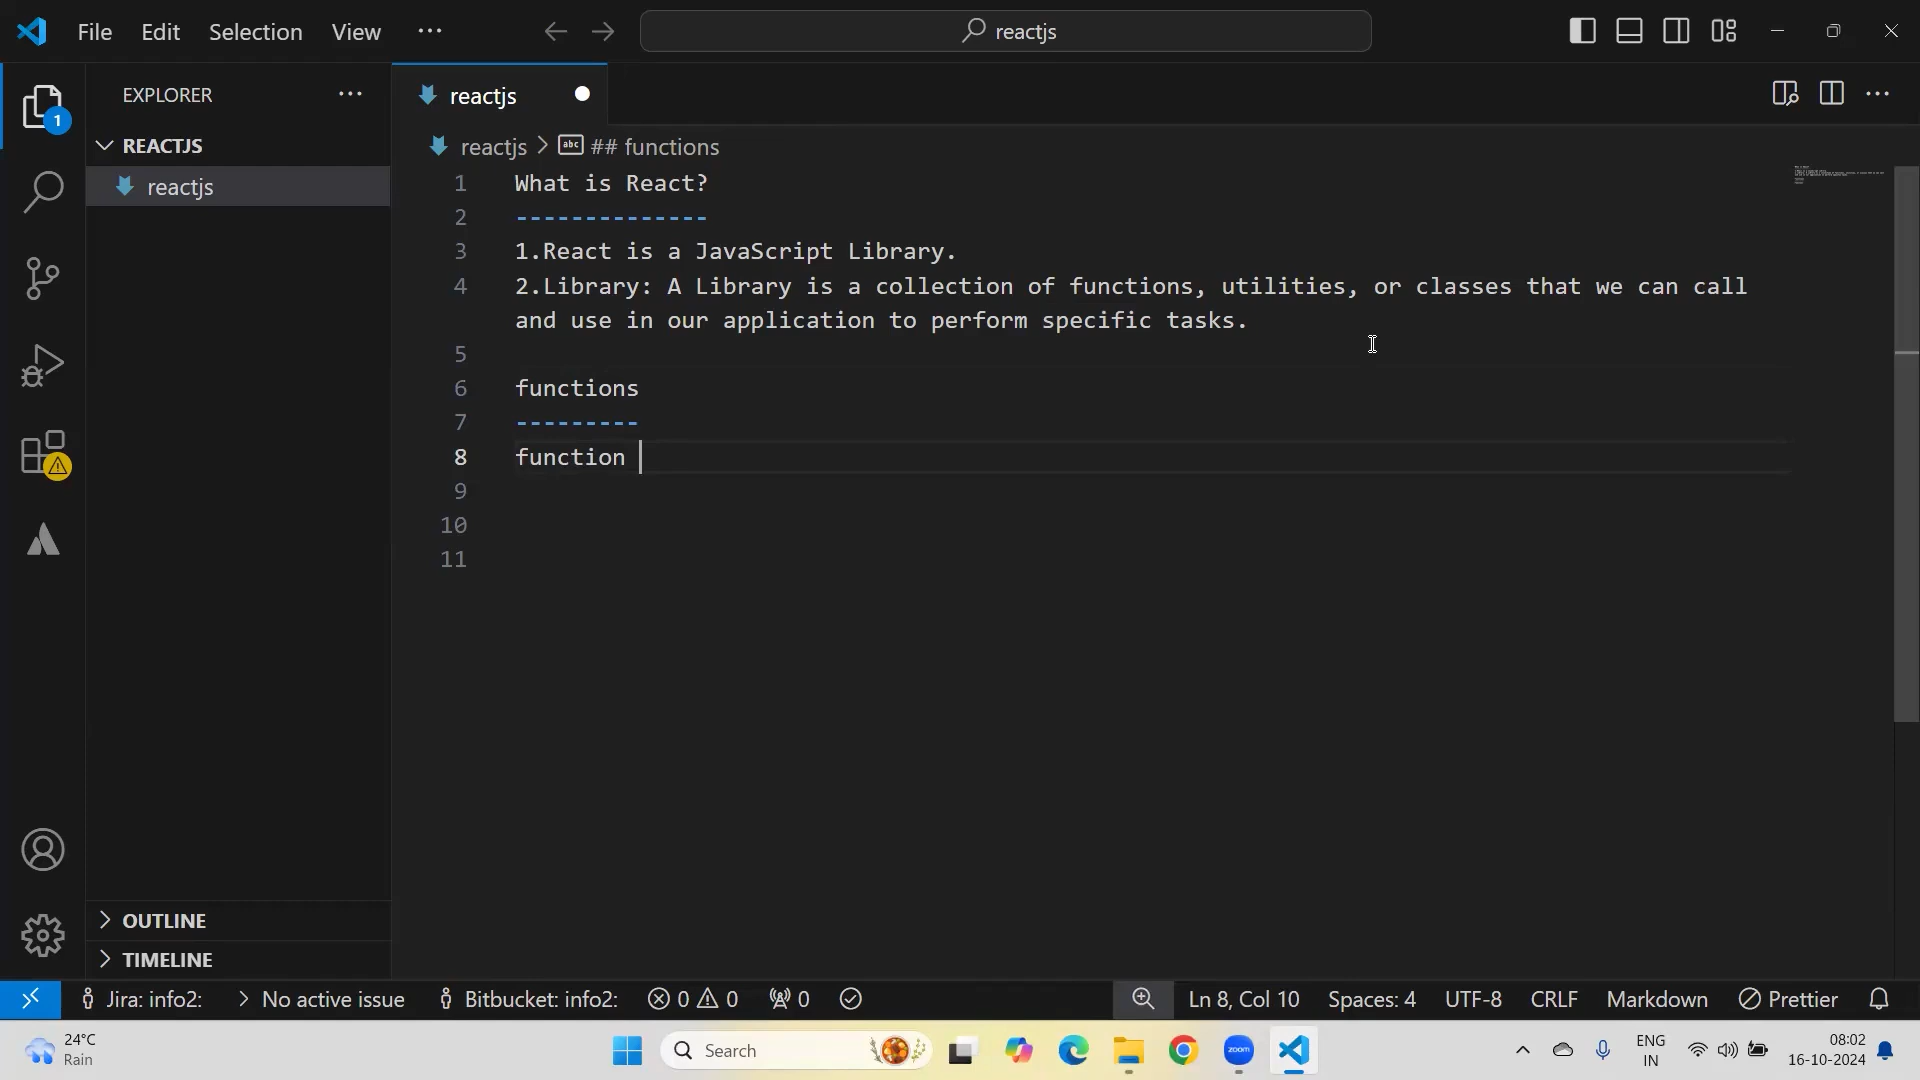 File Edit Selection View ··· reactjs
EXPLORER ···
1
REACTJS
reactjs
reactjs
reactjs > ## functions
1 What is React?
2 --------------
3 1.React is a JavaScript Library.
4 2.Library: A Library is a collection of functions, utilities, or classes that we can call
and use in our application to perform specific tasks.
5
6 functions
7 ---------
8 function
9
10
11
OUTLINE
TIMELINE
Jira: info2: > No active issue Bitbucket: info2: 0 0 0 Ln 8, Col 10 Spaces: 4 UTF-8 CRLF Markdown Prettier
24°C
Rain
Search
zoom
ENG
IN
08:02
16-10-2024